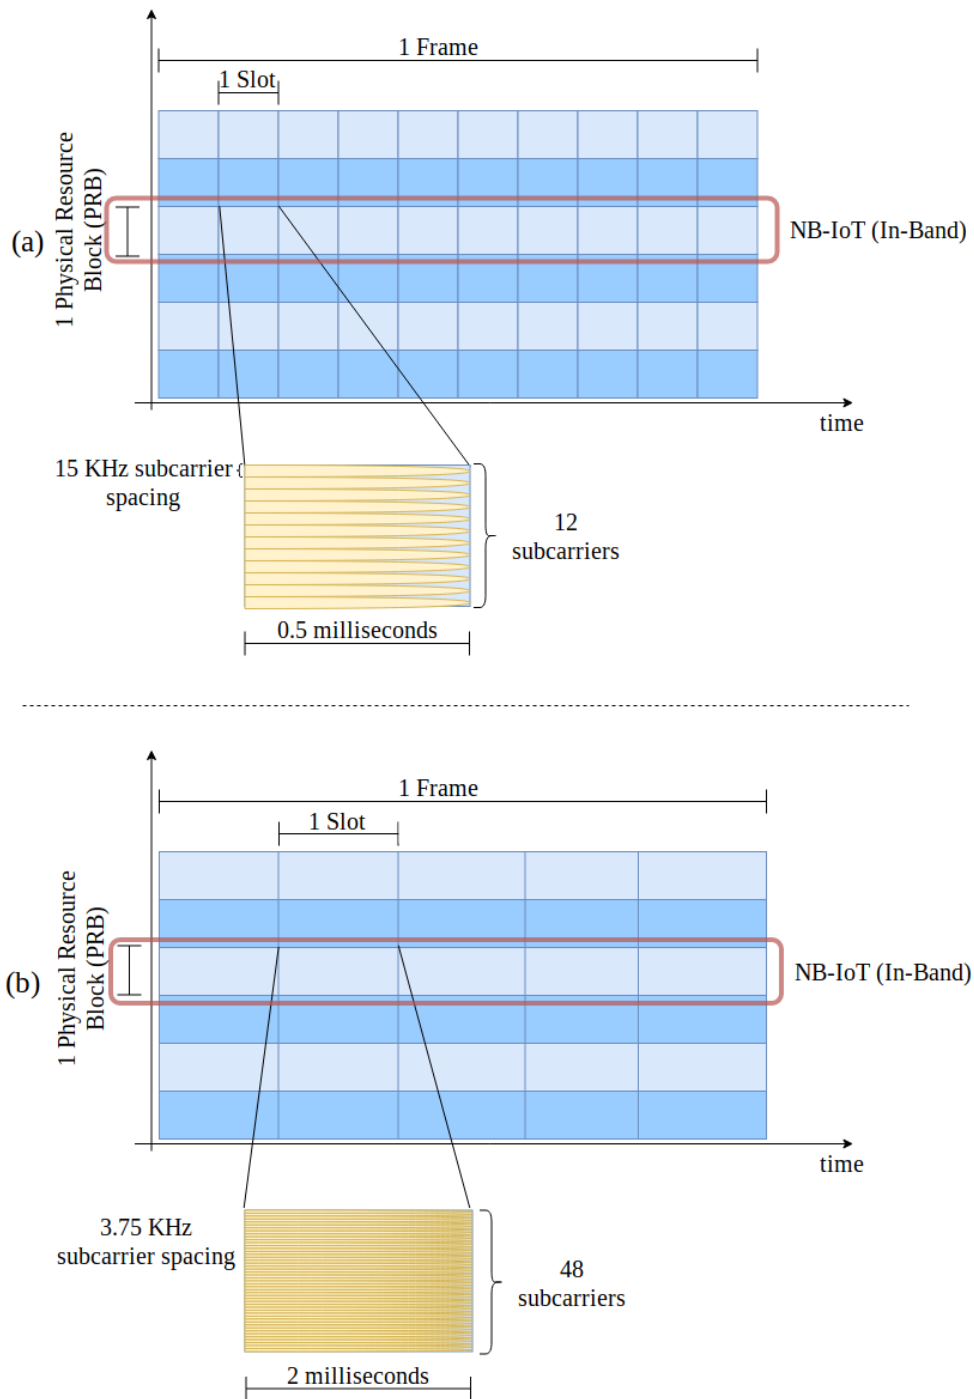 1 Frame
1 Slot
1 Physical Resource
Block (PRB)
(a)
NB-IoT (In-Band)
time
15 KHz subcarrier
spacing
12
subcarriers
0.5 milliseconds
1 Frame
1 Slot
1 Physical Resource
Block (PRB)
(b)
NB-IoT (In-Band)
time
3.75 KHz
subcarrier spacing
48
subcarriers
2 milliseconds